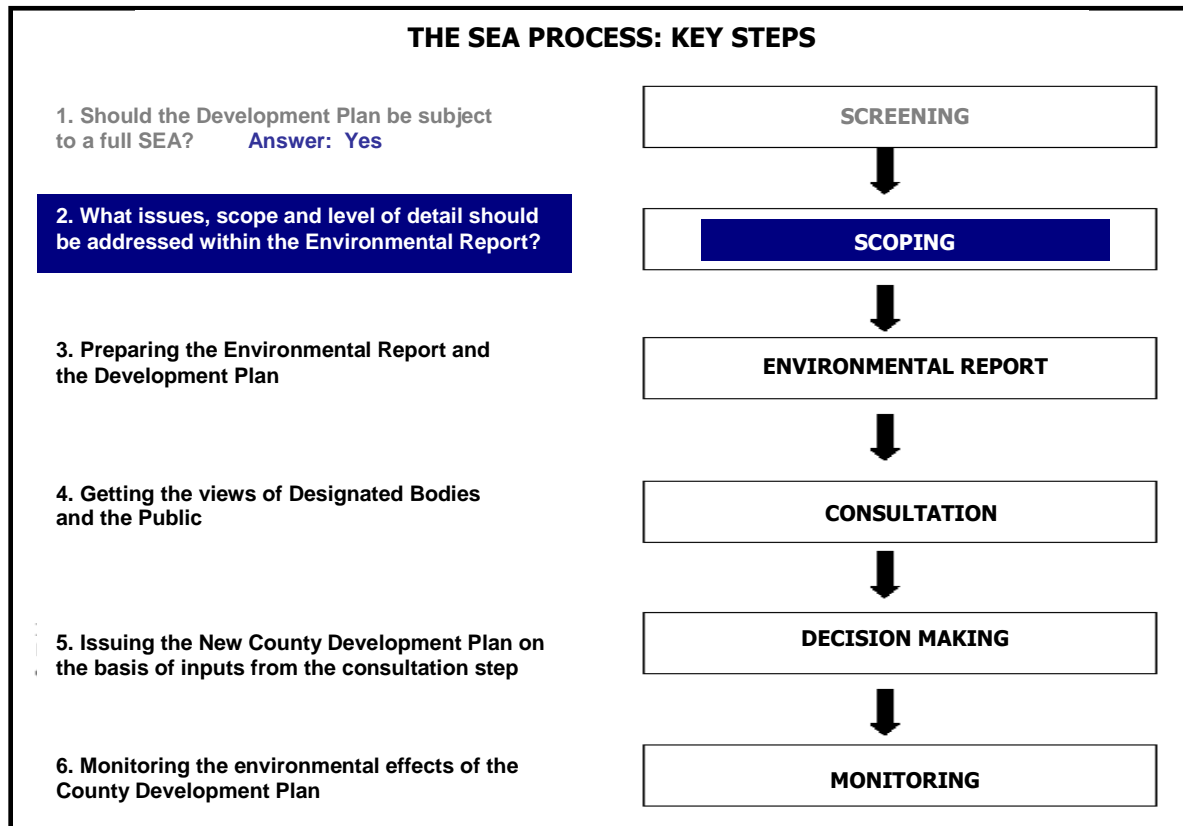 THE SEA PROCESS: KEY STEPS
1. Should the Development Plan be subject
to a full SEA? Answer: Yes
SCREENING
2. What issues, scope and level of detail should
be addressed within the Environmental Report?
SCOPING
3. Preparing the Environmental Report and
the Development Plan
ENVIRONMENTAL REPORT
4. Getting the views of Designated Bodies
and the Public
CONSULTATION
5. Issuing the New County Development Plan on
the basis of inputs from the consultation step
DECISION MAKING
6. Monitoring the environmental effects of the
County Development Plan
MONITORING